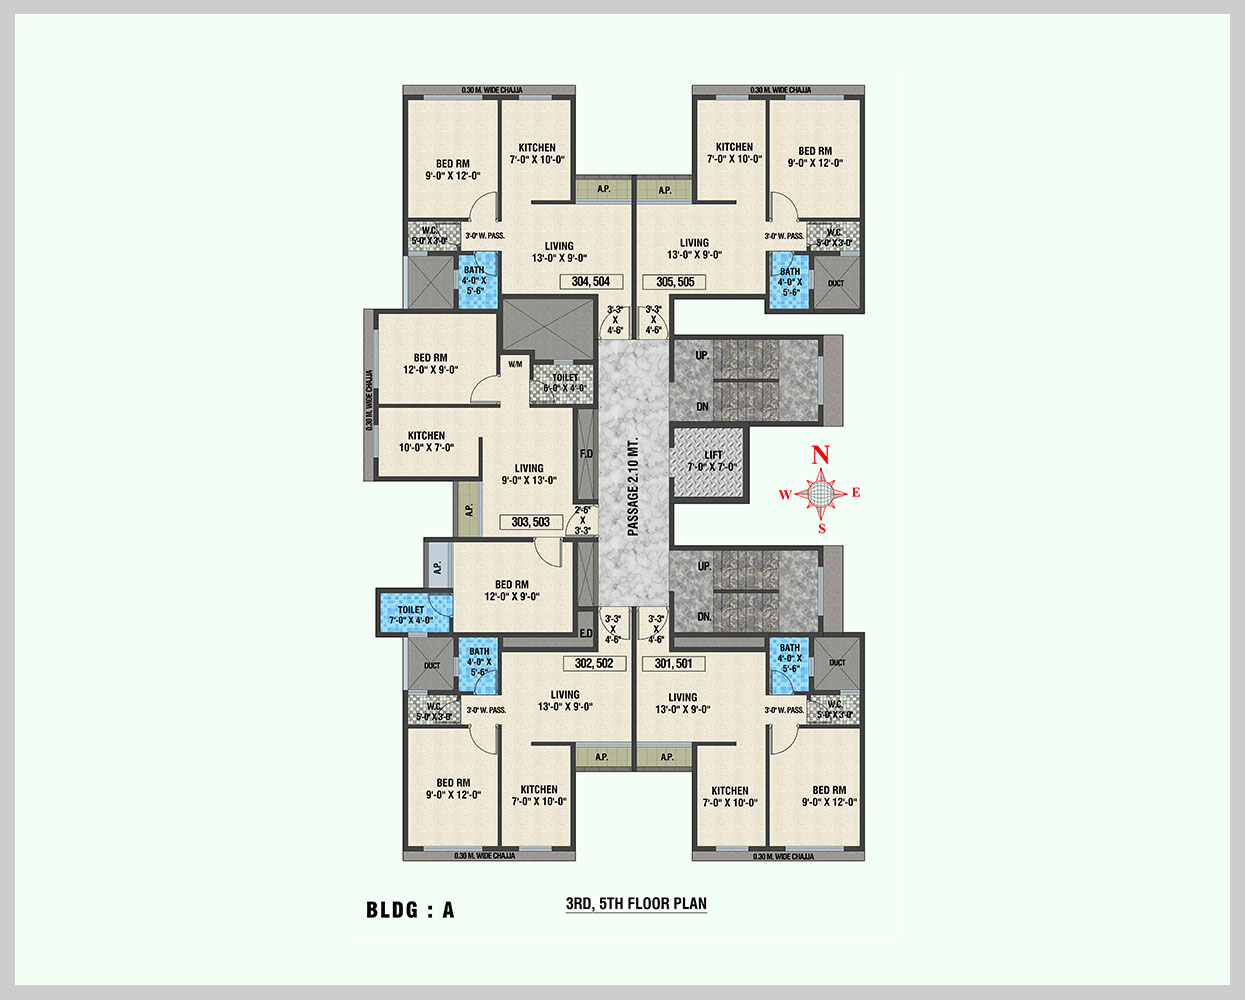 0.30 M. WIDE CHAJJA
0.30 M. WIDE CHAJJA
BED RM
9'-0" X 12'-0"
KITCHEN
7'-0" X 10'-0"
KITCHEN
7'-0" X 10'-0"
BED RM
9'-0" X 12'-0"
A.P.
A.P.
W.C.
5'-0" X 3'-0"
3'-0" W. PASS.
LIVING
13'-0" X 9'-0"
LIVING
13'-0" X 9'-0"
3'-0" W. PASS.
W.C.
5'-0" X 3'-0"
BATH
4'-0" X
5'-6"
304, 504
305, 505
BATH
4'-0" X
5'-6"
DUCT
3'-3"
X
4'-6"
3'-3"
X
4'-6"
0.30 M. WIDE CHAJJA
BED RM
12'-0" X 9'-0"
W/M
TOILET
6'-0" X 4'-0"
UP.
DN
KITCHEN
10'-0" X 7'-0"
LIVING
9'-0" X 13'-0"
F.D
PASSAGE 2.10 MT.
LIFT
7'-0" X 7'-0"
N
W
E
S
A.P.
303, 503
2'-6"
X
3'-3"
A.P.
BED RM
12'-0" X 9'-0"
UP.
DN.
TOILET
7'-0" X 4'-0"
E.D
3'-3"
X
4'-6"
3'-3"
X
4'-6"
DUCT
BATH
4'-0" X
5'-6"
302, 502
301, 501
BATH
4'-0" X
5'-6"
DUCT
W.C.
5'-0" X 3'-0"
3'-0" W. PASS.
LIVING
13'-0" X 9'-0"
LIVING
13'-0" X 9'-0"
3'-0" W. PASS.
W.C.
5'-0" X 3'-0"
A.P.
A.P.
BED RM
9'-0" X 12'-0"
KITCHEN
7'-0" X 10'-0"
KITCHEN
7'-0" X 10'-0"
BED RM
9'-0" X 12'-0"
0.30 M. WIDE CHAJJA
0.30 M. WIDE CHAJJA
BLDG : A
3RD, 5TH FLOOR PLAN